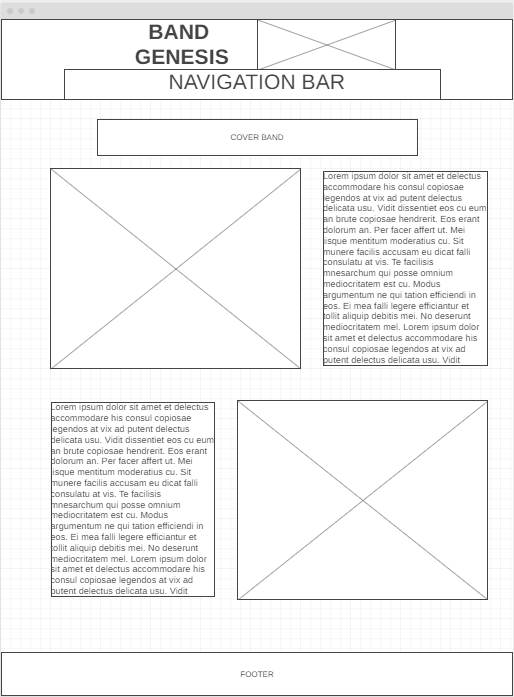 BAND
GENESIS
NAVIGATION BAR
COVER BAND
Lorem ipsum dolor sit amet et delectus
accommodare his consul copiosae
legendos at vix ad putent delectus
delicata usu. Vidit dissentiet eos cu eum
an brute copiosae hendrerit. Eos erant
dolorum an. Per facer affert ut. Mei
iisque mentitum moderatius cu. Sit
munere facilis accusam eu dicat falli
consulatu at vis. Te facilisis
mnesarchum qui posse omnium
mediocritatem est cu. Modus
argumentum ne qui tation efficiendi in
eos. Ei mea falli legere efficiantur et
tollit aliquip debitis mei. No deserunt
mediocritatem mel. Lorem ipsum dolor
sit amet et delectus accommodare his
consul copiosae legendos at vix ad
putent delectus delicata usu. Vidit
Lorem ipsum dolor sit amet et delectus
accommodare his consul copiosae
legendos at vix ad putent delectus
delicata usu. Vidit dissentiet eos cu eum
an brute copiosae hendrerit. Eos erant
dolorum an. Per facer affert ut. Mei
iisque mentitum moderatius cu. Sit
munere facilis accusam eu dicat falli
consulatu at vis. Te facilisis
mnesarchum qui posse omnium
mediocritatem est cu. Modus
argumentum ne qui tation efficiendi in
eos. Ei mea falli legere efficiantur et
tollit aliquip debitis mei. No deserunt
mediocritatem mel. Lorem ipsum dolor
sit amet et delectus accommodare his
consul copiosae legendos at vix ad
putent delectus delicata usu. Vidit
FOOTER